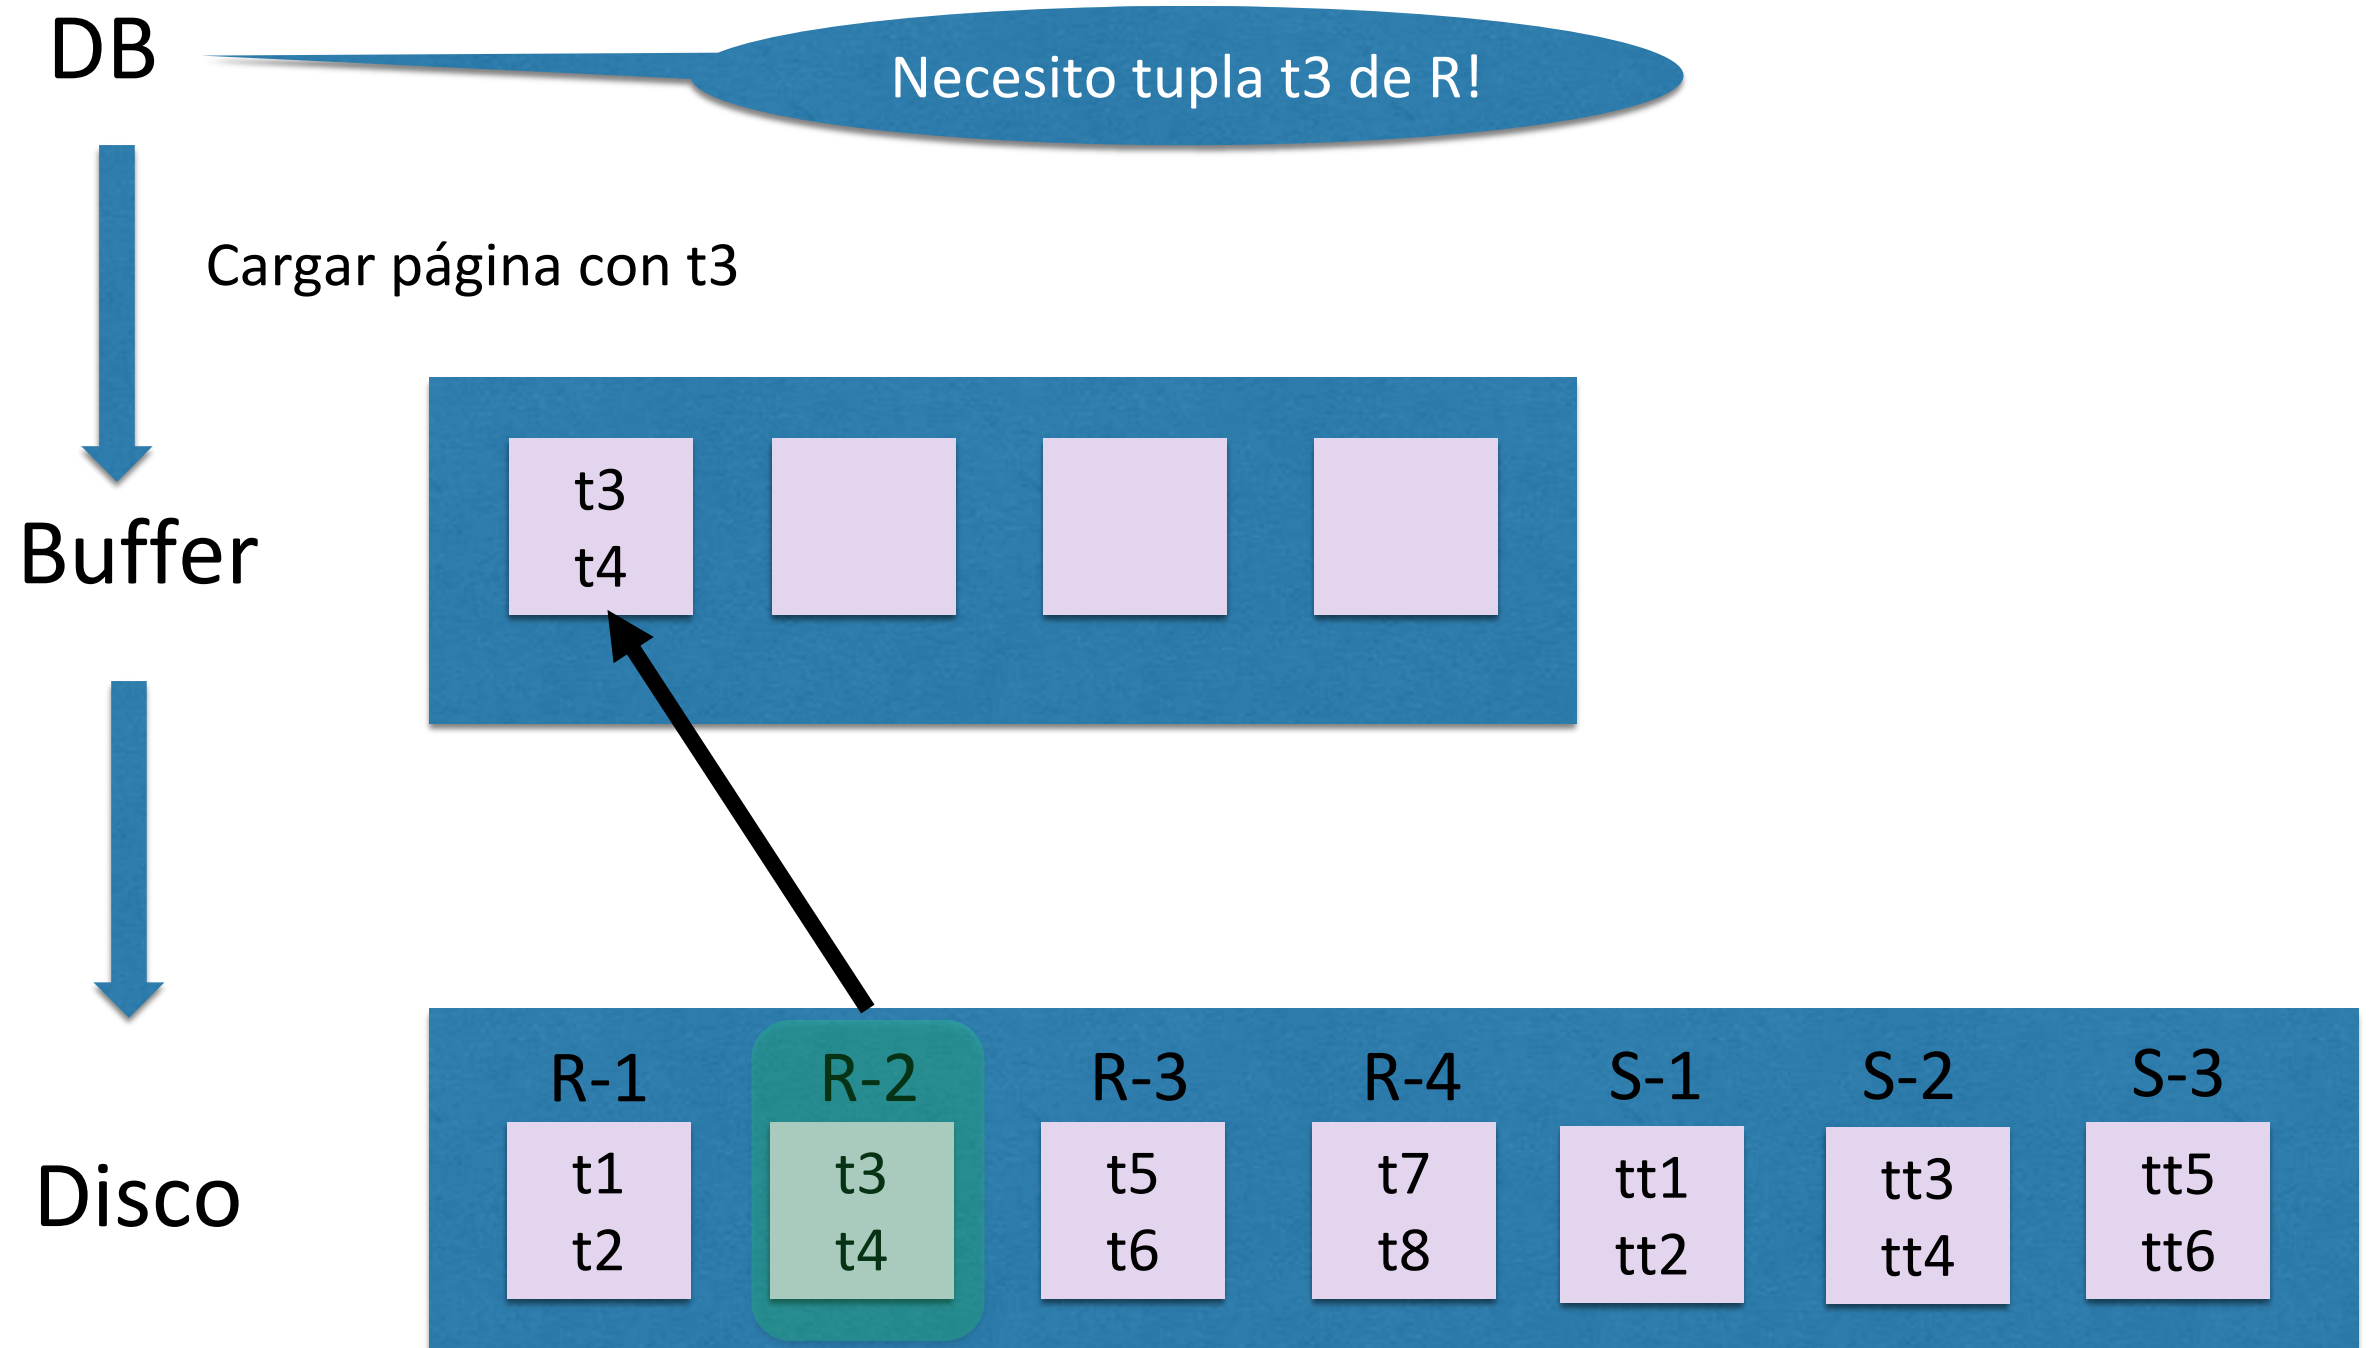 DB
Necesito tupla t3 de R!
Cargar página con t3
Buffer
t3
t4
Disco
R-1
t1
t2
R-2
t3
t4
R-3
t5
t6
R-4
t7
t8
S-1
tt1
tt2
S-2
tt3
tt4
S-3
tt5
tt6